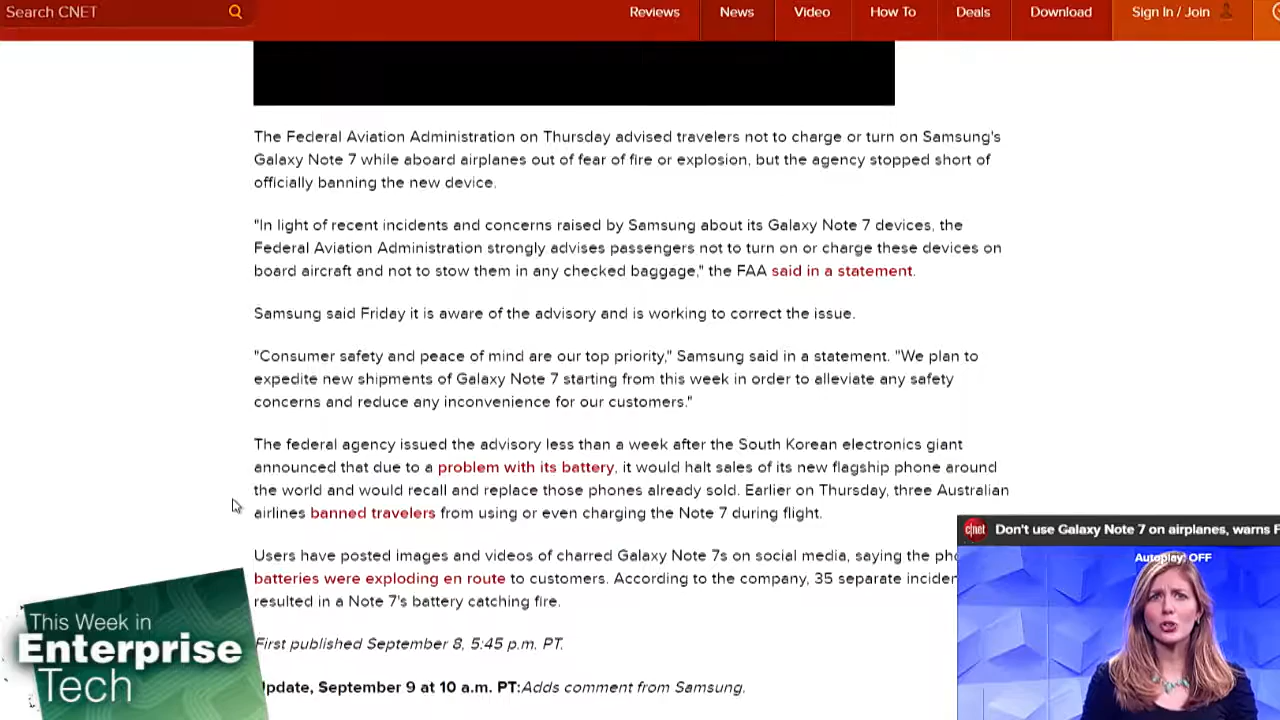 Search CNET
Reviews
News
Video
How To
Deals
Download
Sign In / Join
The Federal Aviation Administration on Thursday advised travelers not to charge or turn on Samsung's
Galaxy Note 7 while aboard airplanes out of fear of fire or explosion, but the agency stopped short of
officially banning the new device.
"In light of recent incidents and concerns raised by Samsung about its Galaxy Note 7 devices, the
Federal Aviation Administration strongly advises passengers not to turn on or charge these devices on
board aircraft and not to stow them in any checked baggage," the FAA said in a statement.
Samsung said Friday it is aware of the advisory and is working to correct the issue.
"Consumer safety and peace of mind are our top priority," Samsung said in a statement. "We plan to
expedite new shipments of Galaxy Note 7 starting from this week in order to alleviate any safety
concerns and reduce any inconvenience for our customers."
The federal agency issued the advisory less than a week after the South Korean electronics giant
announced that due to a problem with its battery, it would halt sales of its new flagship phone around
the world and would recall and replace those phones already sold. Earlier on Thursday, three Australian
airlines banned travelers from using or even charging the Note 7 during flight.
Users have posted images and videos of charred Galaxy Note 7s on social media, saying the pho
batteries were exploding en route to customers. According to the company, 35 separate inciden
resulted in a Note 7's battery catching fire.
First published September 8, 5:45 p.m. PT.
pdate, September 9 at 10 a.m. PT:Adds comment from Samsung.
c|net
Don't use Galaxy Note 7 on airplanes, warns F
Autoplay: OFF
This Week in
Enterprise
Tech